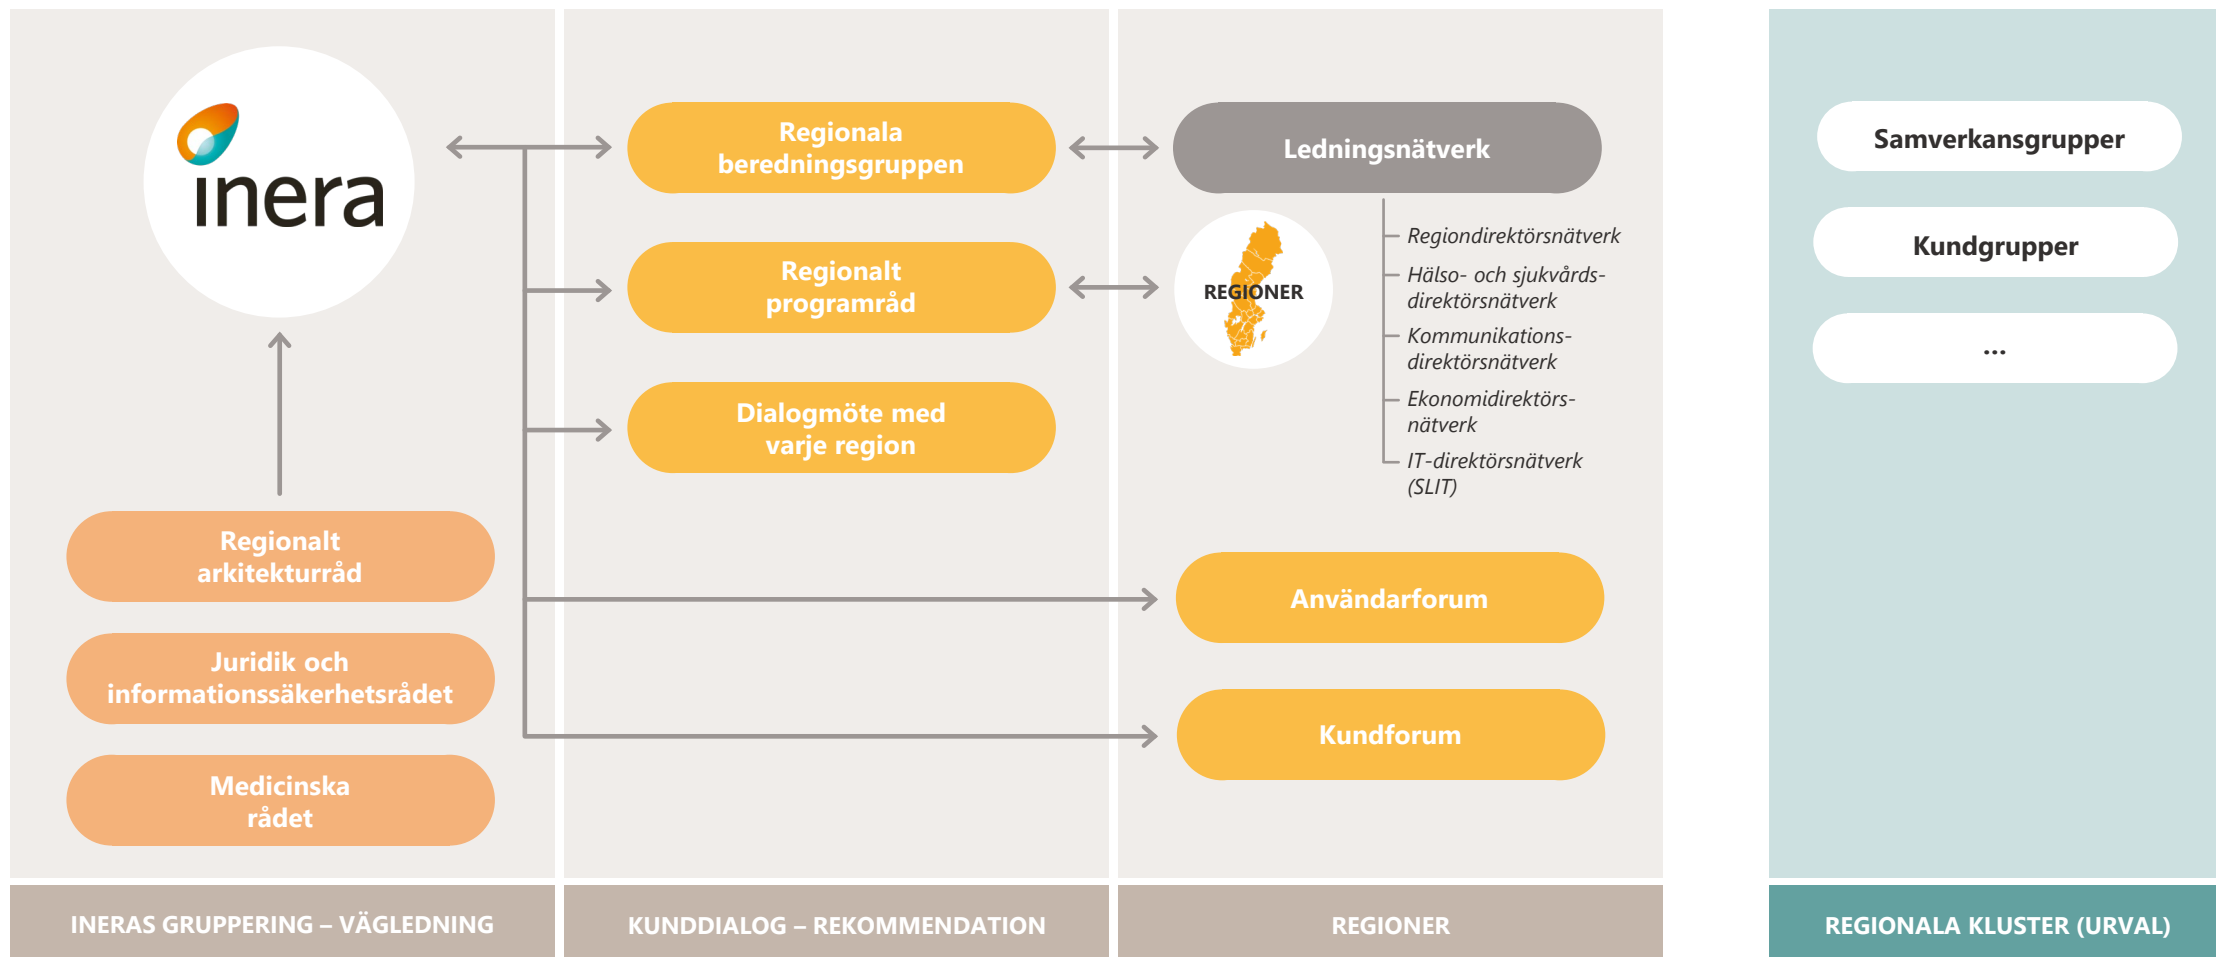 inera
Regionalt
arkitekturråd
Juridik och
informationssäkerhetsrådet
Medicinska
rådet
INERAS GRUPPERING – VÄGLEDNING
Regionala
beredningsgruppen
Regionalt
programråd
Dialogmöte med
varje region
KUNDDIALOG – REKOMMENDATION
Ledningsnätverk
REGIONER
Regiondirektörsnätverk
Hälso- och sjukvårds-
direktörsnätverk
Kommunikations-
direktörsnätverk
Ekonomidirektörs-
nätverk
IT-direktörsnätverk
(SLIT)
Användarforum
Kundforum
REGIONER
Samverkansgrupper
Kundgrupper
...
REGIONALA KLUSTER (URVAL)